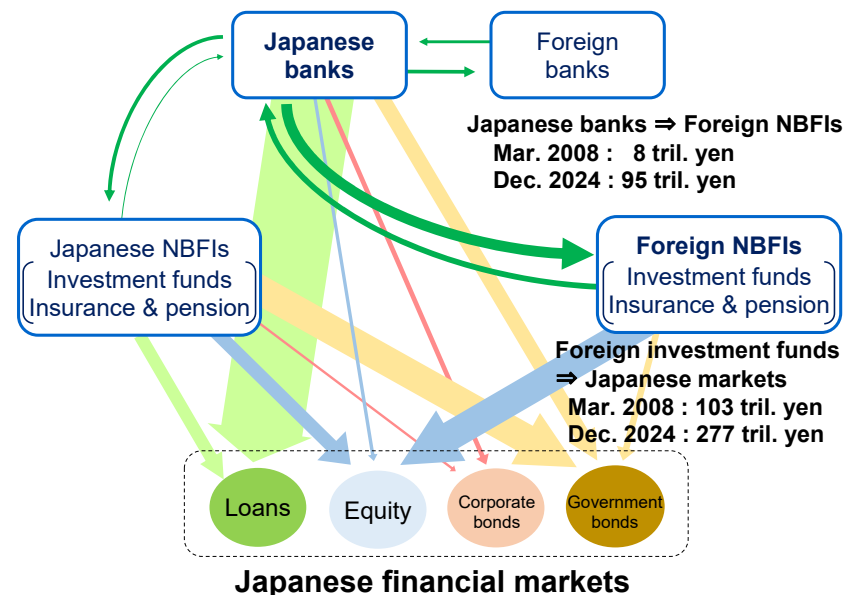 Japanese
banks
Foreign
banks
Japanese banks ⇒ Foreign NBFIs
Mar. 2008 : 8 tril. yen
Dec. 2024 : 95 tril. yen
Japanese NBFIs
Investment funds
Insurance & pension
Foreign NBFIs
Investment funds
Insurance & pension
Foreign investment funds
⇒ Japanese markets
Mar. 2008 : 103 tril. yen
Dec. 2024 : 277 tril. yen
Loans
Equity
Corporate
bonds
Government
bonds
Japanese financial markets